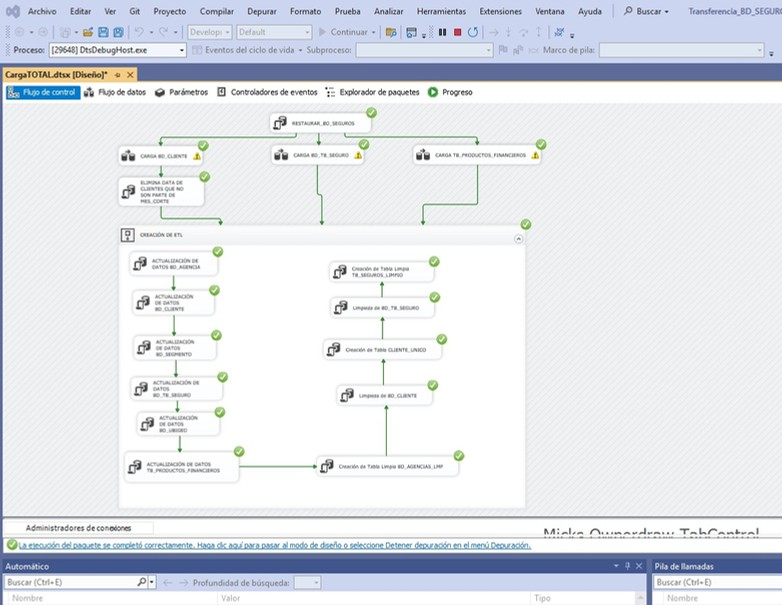 Archivo Editar Ver Git Proyecto Compilar Depurar Formato Prueba Analizar Herramientas Extensiones Ventana Ayuda Buscar Transferencia_BD_SEGURO
Develop Default Continuar
Proceso: [29648] DtsDebugHost.exe Eventos del ciclo de vida Subproceso: Marco de pila:
CargaTOTAL.dtsx [Diseño]*
Flujo de control Flujo de datos Parámetros Controladores de eventos Explorador de paquetes Progreso
RESTAURAR_BD_SEGUROS
CARGA BD_CLIENTE CARGA BD_TB_SEGURO CARGA TB_PRODUCTOS_FINANCIEROS
ELIMINA DATA DE
CLIENTES QUE NO
SON PARTE DE
MES_CORTE
CREACIÓN DE ETL
ACTUALIZACIÓN DE
DATOS BD_AGENCIA
ACTUALIZACIÓN
DE DATOS
BD_CLIENTE
ACTUALIZACIÓN
DE DATOS
BD_SEGMENTO
ACTUALIZACIÓN DE
DATOS
BD_TB_SEGURO
ACTUALIZACIÓN
DE DATOS
BD_UBIGEO
ACTUALIZACIÓN DE DATOS
TB_PRODUCTOS_FINANCIEROS
Creación de Tabla Limpia
TB_SEGUROS_LIMPIO
Limpieza de BD_TB_SEGURO
Creación de Tabla CLIENTE_UNICO
Limpieza de BD_CLIENTE
Creación de Tabla Limpia BD_AGENCIAS_LMP
Administradores de conexiones
Micks Ownerdraw TabControl
La ejecución del paquete se completó correctamente. Haga clic aquí para pasar al modo de diseño o seleccione Detener depuración en el menú Depuración.
Automático Pila de llamadas
Buscar (Ctrl+E) Profundidad de búsqueda: Buscar (Ctrl+E)
Nombre Valor Tipo Nombre